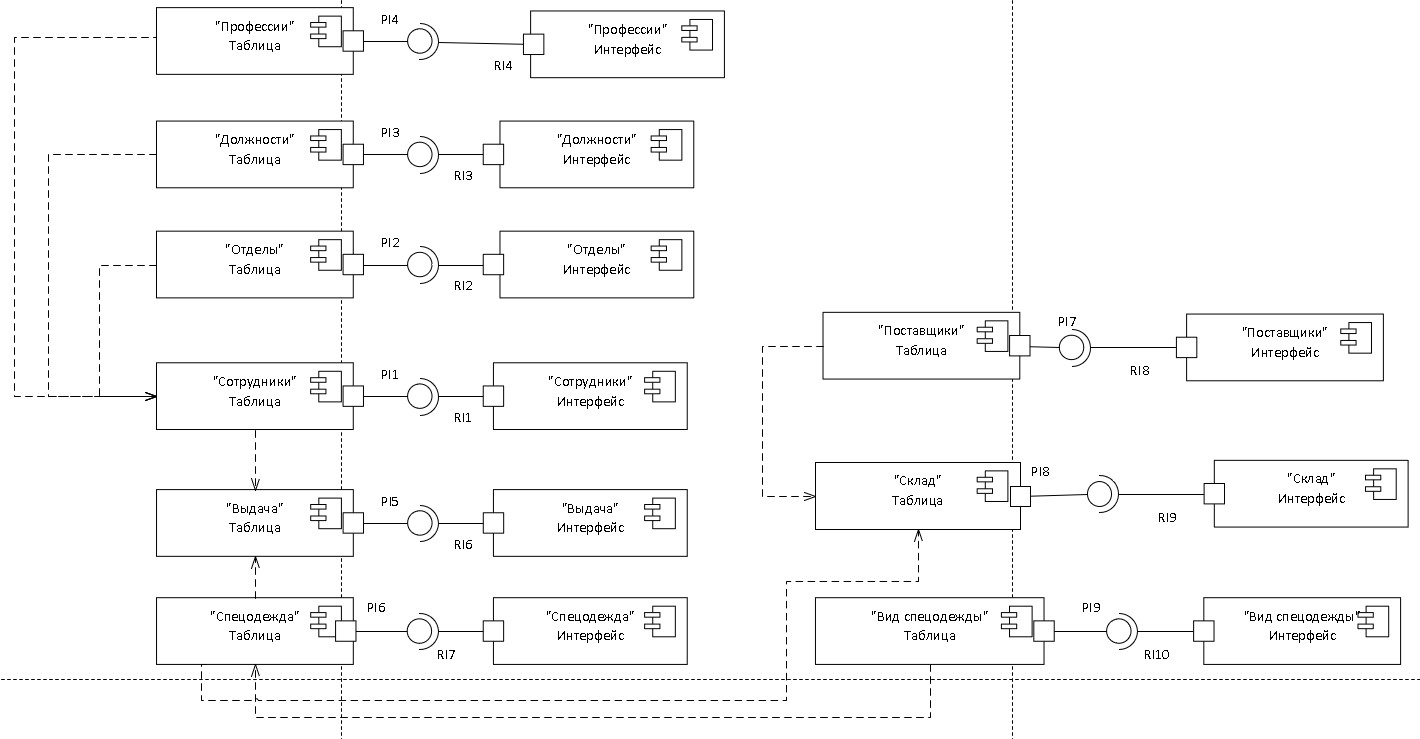 "Профессии"
Таблица
PI4
RI4
"Профессии"
Интерфейс
"Должности"
Таблица
PI3
RI3
"Должности"
Интерфейс
"Отделы"
Таблица
PI2
RI2
"Отделы"
Интерфейс
"Сотрудники"
Таблица
PI1
RI1
"Сотрудники"
Интерфейс
"Выдача"
Таблица
PI5
RI6
"Выдача"
Интерфейс
"Спецодежда"
Таблица
PI6
RI7
"Спецодежда"
Интерфейс
"Поставщики"
Таблица
PI7
RI8
"Поставщики"
Интерфейс
"Склад"
Таблица
PI8
RI9
"Склад"
Интерфейс
"Вид спецодежды"
Таблица
PI9
RI10
"Вид спецодежды"
Интерфейс